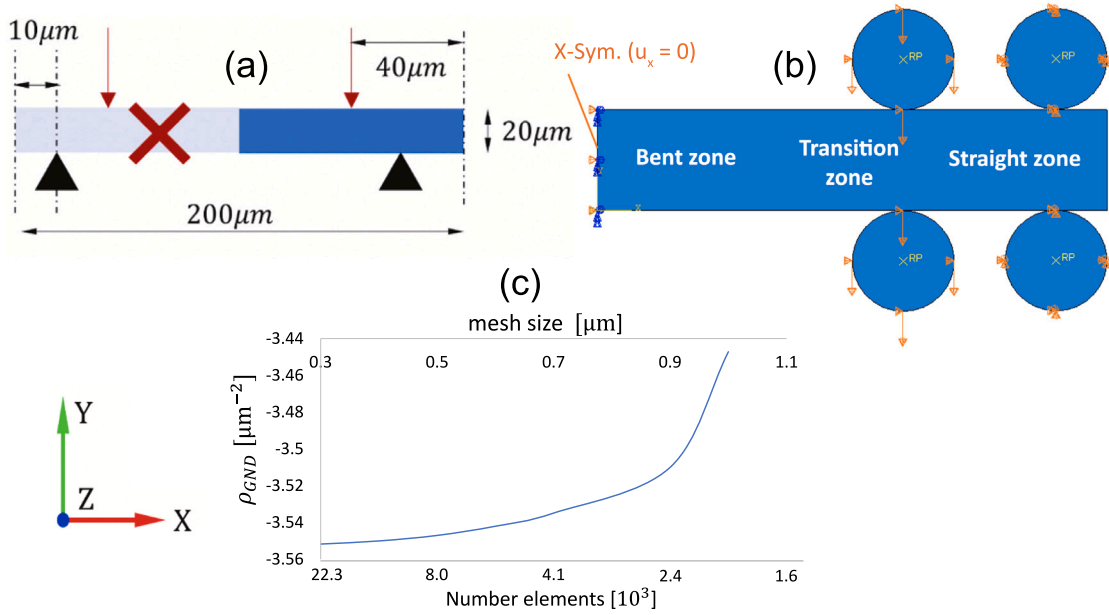 10μm
(a)
40μm
20μm
200μm
X-Sym. (uₓ = 0)
(b)
RP
RP
Bent zone
Transition
zone
Straight zone
X
RP
RP
(c)
mesh size [μm]
-3.44
0.3
0.5
0.7
0.9
1.1
-3.46
-3.48
-3.5
-3.52
-3.54
-3.56
ρ_GND [μm⁻²]
22.3
8.0
4.1
2.4
1.6
Number elements [10³]
Y
Z
X